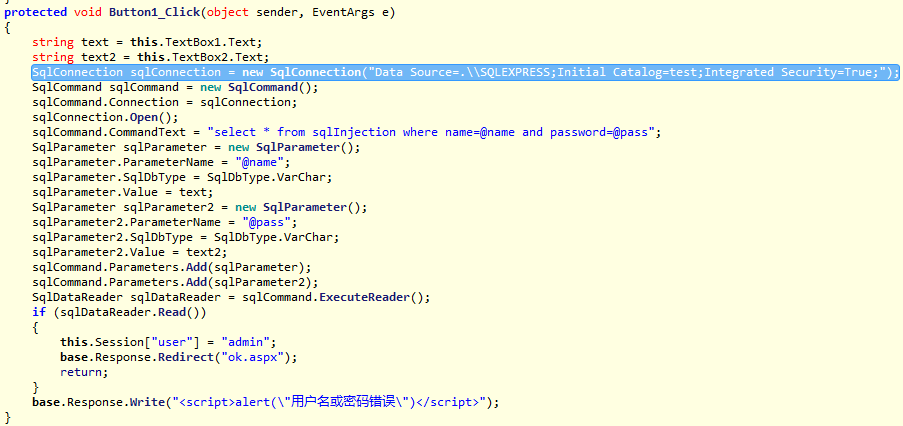 protected void Button1_Click(object sender, EventArgs e)
{
    string text = this.TextBox1.Text;
    string text2 = this.TextBox2.Text;
    SqlConnection sqlConnection = new SqlConnection("Data Source=.\\SQLEXPRESS;Initial Catalog=test;Integrated Security=True;");
    SqlCommand sqlCommand = new SqlCommand();
    sqlCommand.Connection = sqlConnection;
    sqlConnection.Open();
    sqlCommand.CommandText = "select * from sqlInjection where name=@name and password=@pass";
    SqlParameter sqlParameter = new SqlParameter();
    sqlParameter.ParameterName = "@name";
    sqlParameter.SqlDbType = SqlDbType.VarChar;
    sqlParameter.Value = text;
    SqlParameter sqlParameter2 = new SqlParameter();
    sqlParameter2.ParameterName = "@pass";
    sqlParameter2.SqlDbType = SqlDbType.VarChar;
    sqlParameter2.Value = text2;
    sqlCommand.Parameters.Add(sqlParameter);
    sqlCommand.Parameters.Add(sqlParameter2);
    SqlDataReader sqlDataReader = sqlCommand.ExecuteReader();
    if (sqlDataReader.Read())
    {
        this.Session["user"] = "admin";
        base.Response.Redirect("ok.aspx");
        return;
    }
    base.Response.Write("<script>alert(\"用户名或密码错误\")</script>");
}